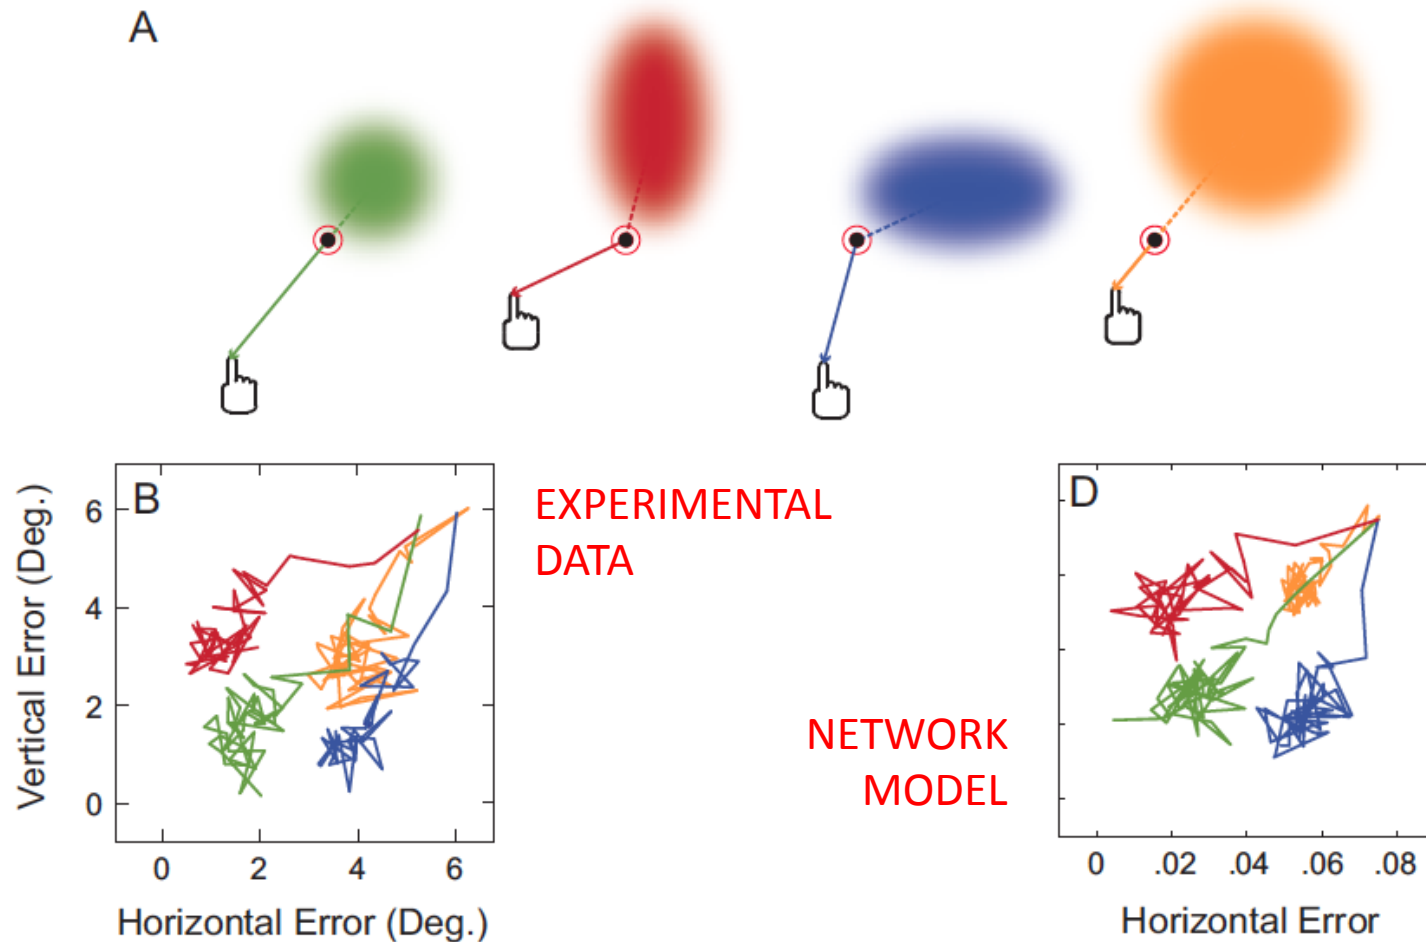 A
B
EXPERIMENTAL
DATA
D
NETWORK
MODEL
Vertical Error (Deg.)
6
4
2
0
0 2 4 6
Horizontal Error (Deg.)
0 .02 .04 .06 .08
Horizontal Error